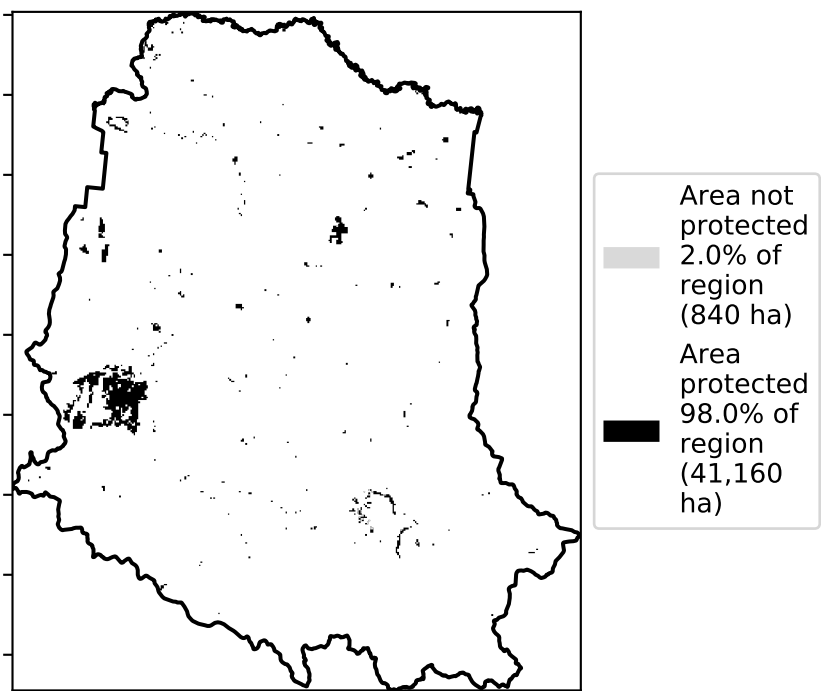 Area not
protected
2.0% of
region
(840 ha)
Area
protected
98.0% of
region
(41,160
ha)